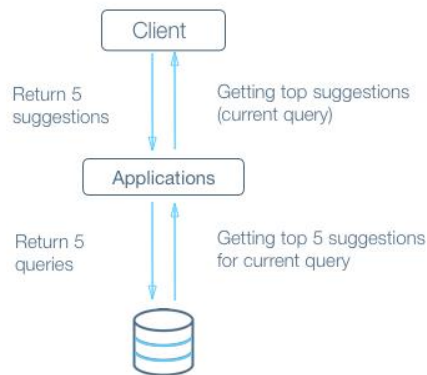 Client
Return 5
suggestions
Getting top suggestions
(current query)
Applications
Return 5
queries
Getting top 5 suggestions
for current query